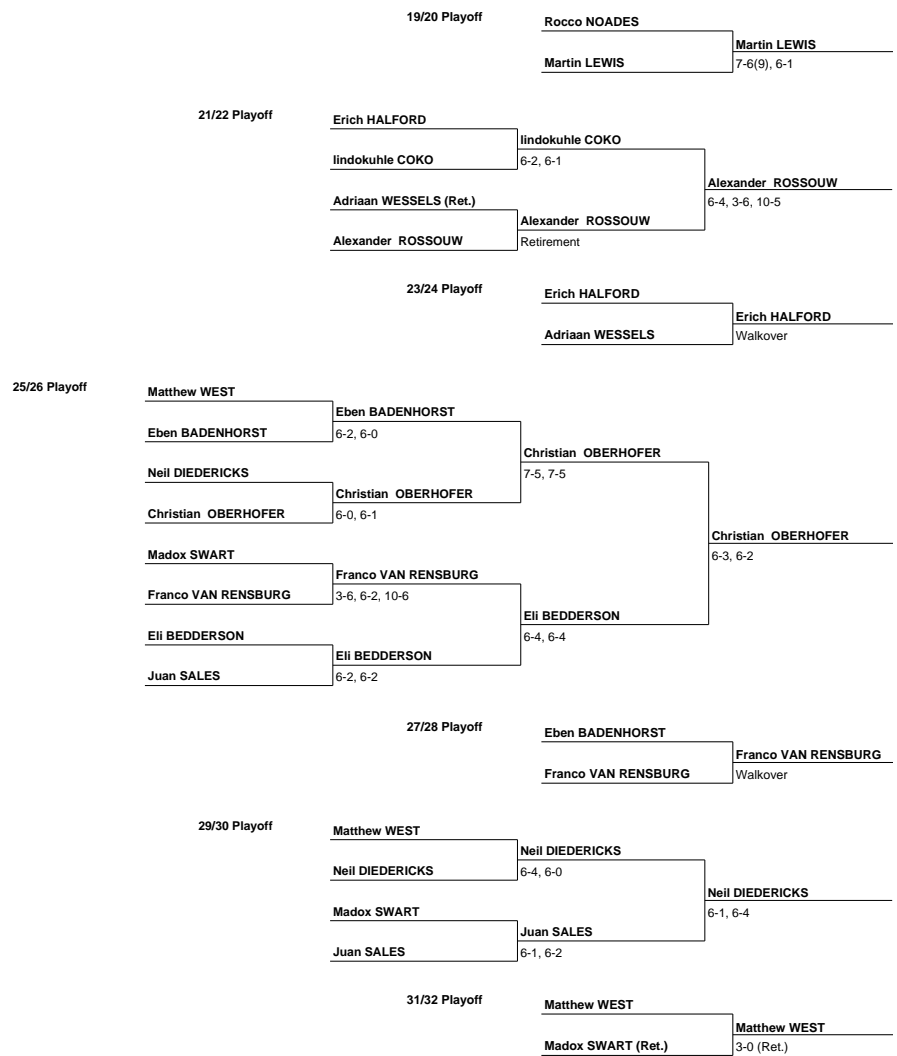 19/20 Playoff
Rocco NOADES
Martin LEWIS
Martin LEWIS
7-6(9), 6-1
21/22 Playoff
Erich HALFORD
Iindokuhle COKO
Iindokuhle COKO
6-2, 6-1
Alexander ROSSOUW
6-4, 3-6, 10-5
Adriaan WESSELS (Ret.)
Alexander ROSSOUW
Alexander ROSSOUW
Retirement
23/24 Playoff
Erich HALFORD
Erich HALFORD
Adriaan WESSELS
Walkover
25/26 Playoff
Matthew WEST
Eben BADENHORST
Eben BADENHORST
6-2, 6-0
Christian OBERHOFER
7-5, 7-5
Neil DIEDERICKS
Christian OBERHOFER
Christian OBERHOFER
6-0, 6-1
Christian OBERHOFER
6-3, 6-2
Madox SWART
Franco VAN RENSBURG
Franco VAN RENSBURG
3-6, 6-2, 10-6
Eli BEDDERSON
6-4, 6-4
Eli BEDDERSON
Eli BEDDERSON
Juan SALES
6-2, 6-2
27/28 Playoff
Eben BADENHORST
Franco VAN RENSBURG
Franco VAN RENSBURG
Walkover
29/30 Playoff
Matthew WEST
Neil DIEDERICKS
Neil DIEDERICKS
6-4, 6-0
Neil DIEDERICKS
6-1, 6-4
Madox SWART
Juan SALES
Juan SALES
6-1, 6-2
31/32 Playoff
Matthew WEST
Matthew WEST
Madox SWART (Ret.)
3-0 (Ret.)